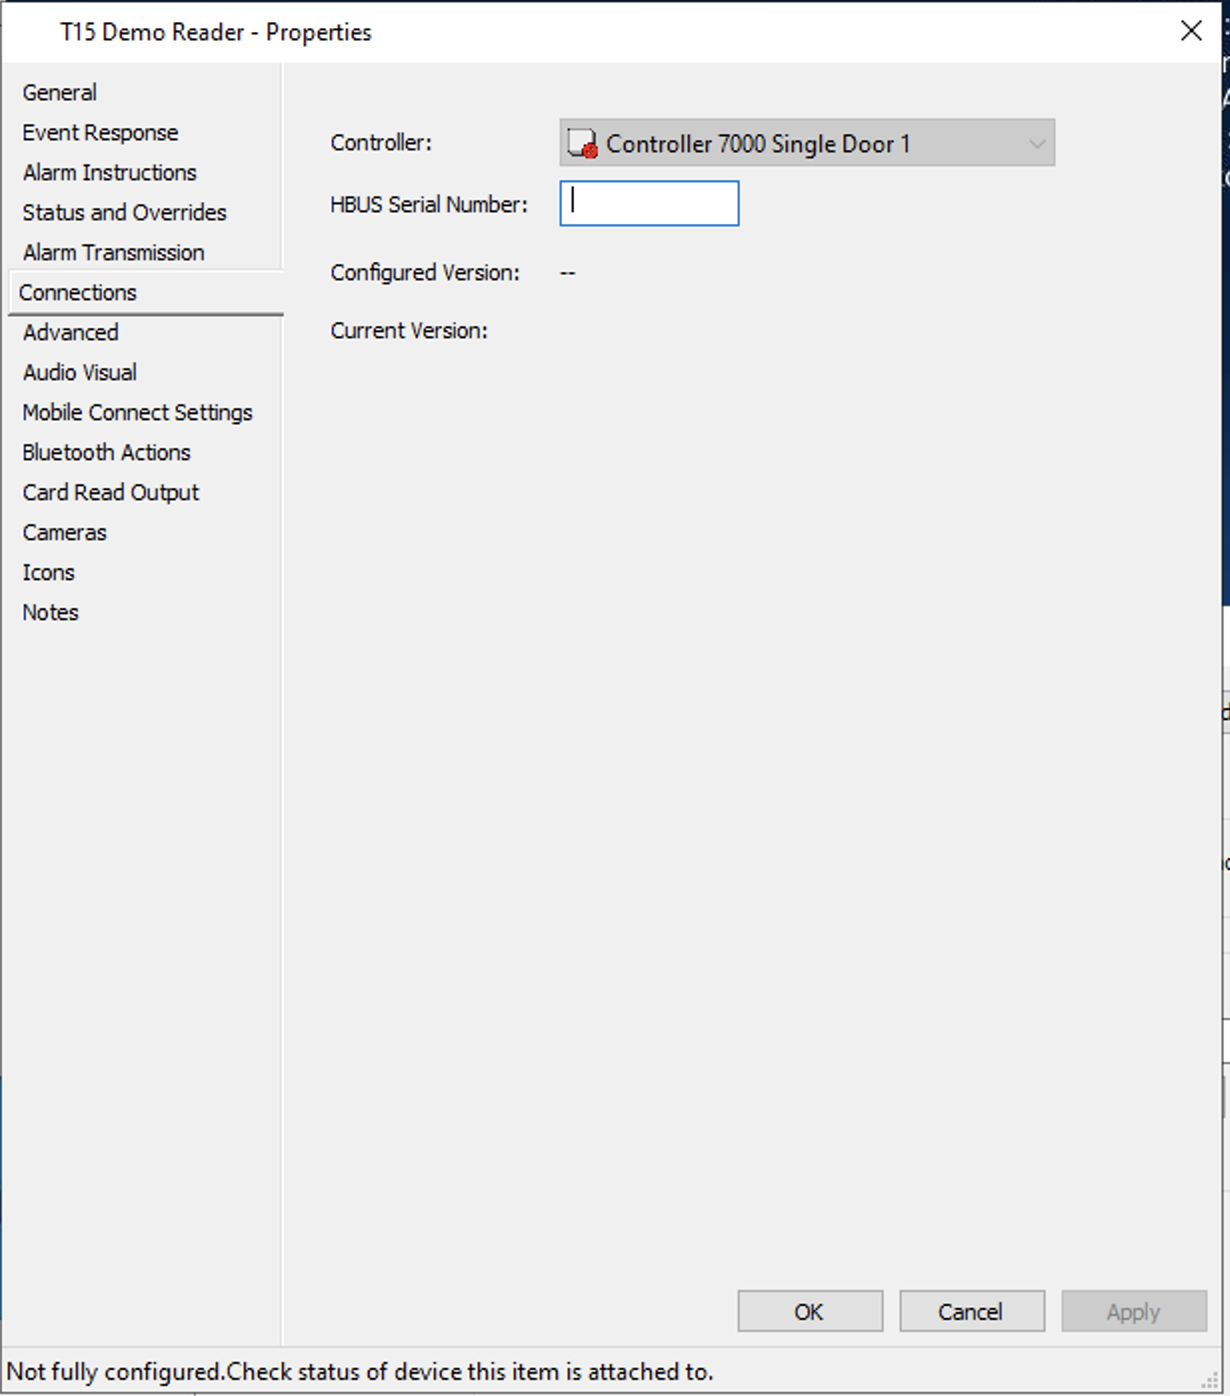 T15 Demo Reader - Properties
General
Event Response
Alarm Instructions
Status and Overrides
Alarm Transmission
Connections
Advanced
Audio Visual
Mobile Connect Settings
Bluetooth Actions
Card Read Output
Cameras
Icons
Notes
Controller: Controller 7000 Single Door 1
HBUS Serial Number:
Configured Version: --
Current Version:
OK Cancel Apply
Not fully configured.Check status of device this item is attached to.